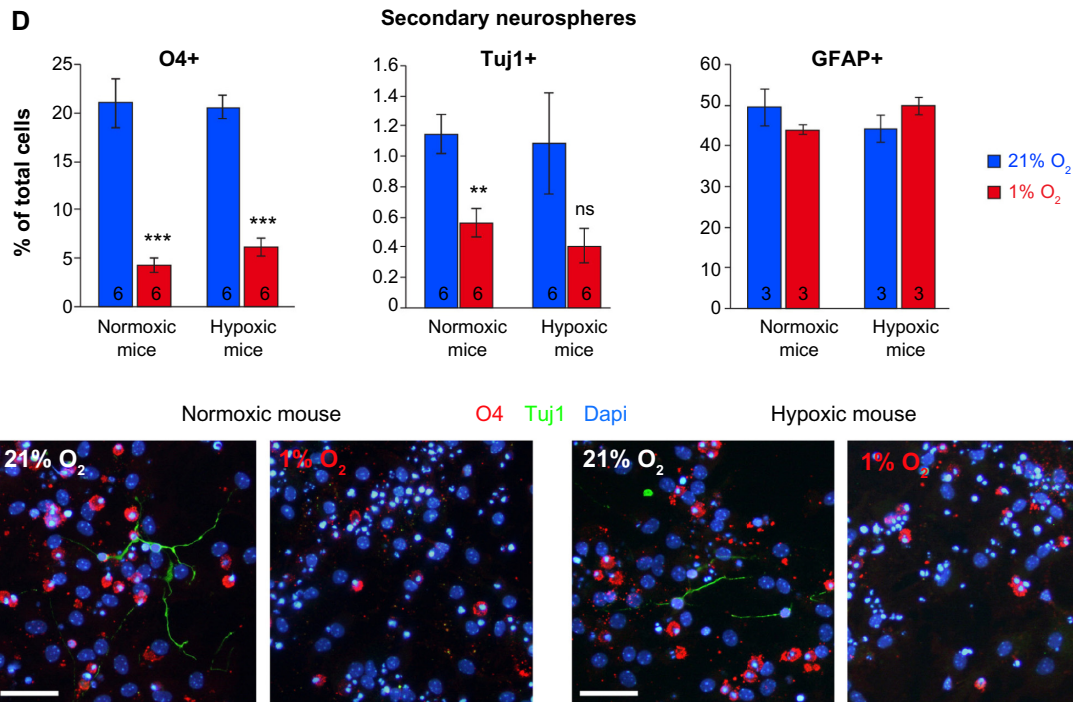 D
Secondary neurospheres
O4+
Tuj1+
GFAP+
% of total cells
25
20
15
10
5
0
***
***
6 6 6 6
Normoxic mice
Hypoxic mice
1.6
1.4
1.2
1.0
0.8
0.6
0.4
0.2
0
**
ns
6 6 6 6
Normoxic mice
Hypoxic mice
60
50
40
30
20
10
0
3 3 3 3
Normoxic mice
Hypoxic mice
21% O₂
1% O₂
Normoxic mouse
O4 Tuj1 Dapi
Hypoxic mouse
21% O₂
1% O₂
21% O₂
1% O₂